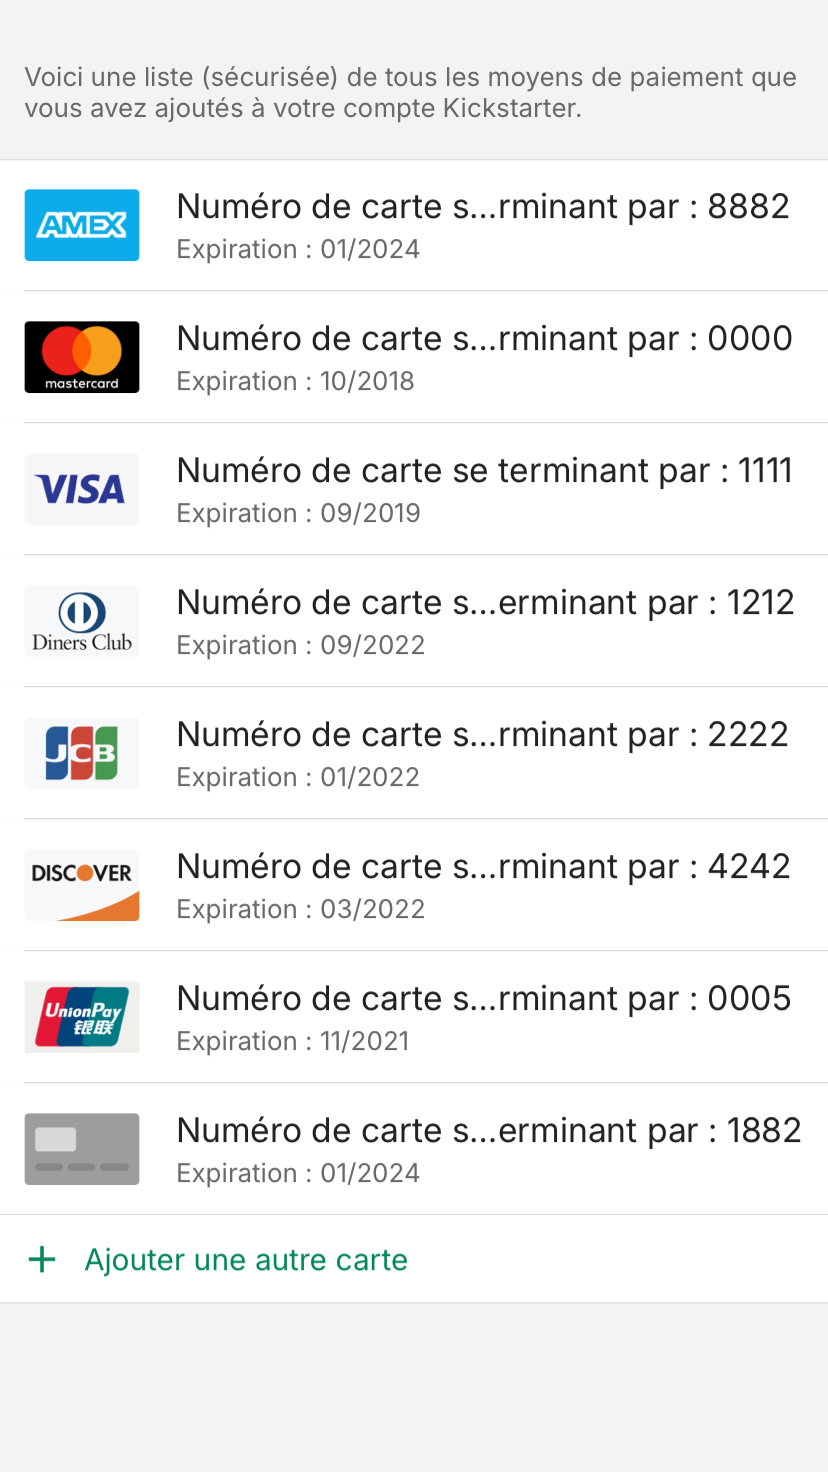 Voici une liste (sécurisée) de tous les moyens de paiement que
vous avez ajoutés à votre compte Kickstarter.
AMEX
Numéro de carte s...rminant par : 8882
Expiration : 01/2024
mastercard
Numéro de carte s...rminant par : 0000
Expiration : 10/2018
VISA
Numéro de carte se terminant par : 1111
Expiration : 09/2019
Diners Club
Numéro de carte s...erminant par : 1212
Expiration : 09/2022
JCB
Numéro de carte s...rminant par : 2222
Expiration : 01/2022
DISCOVER
Numéro de carte s...rminant par : 4242
Expiration : 03/2022
UnionPay
银联
Numéro de carte s...rminant par : 0005
Expiration : 11/2021
Numéro de carte s...erminant par : 1882
Expiration : 01/2024
+ Ajouter une autre carte